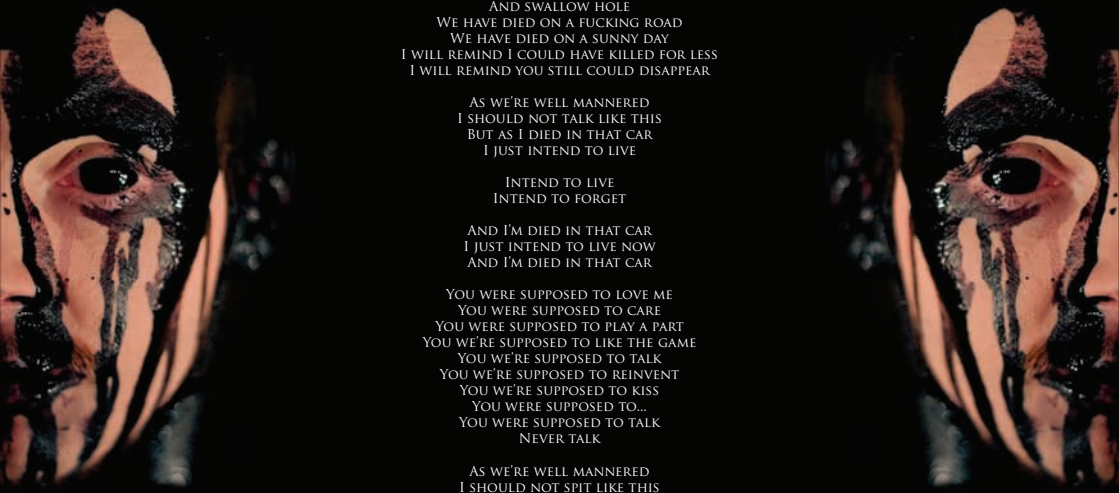 And swallow hole
We have died on a fucking road
We have died on a sunny day
I will remind I could have killed for less
I will remind you still could disappear
As we're well mannered
I should not talk like this
But as I died in that car
I just intend to live
Intend to live
Intend to forget
And I'm died in that car
I just intend to live now
And I'm died in that car
You were supposed to love me
You were supposed to care
You were supposed to play a part
You we're supposed to like the game
You we're supposed to talk
You we're supposed to reinvent
You we're supposed to kiss
You were supposed to...
You were supposed to talk
Never talk
As we're well mannered
I should not spit like this